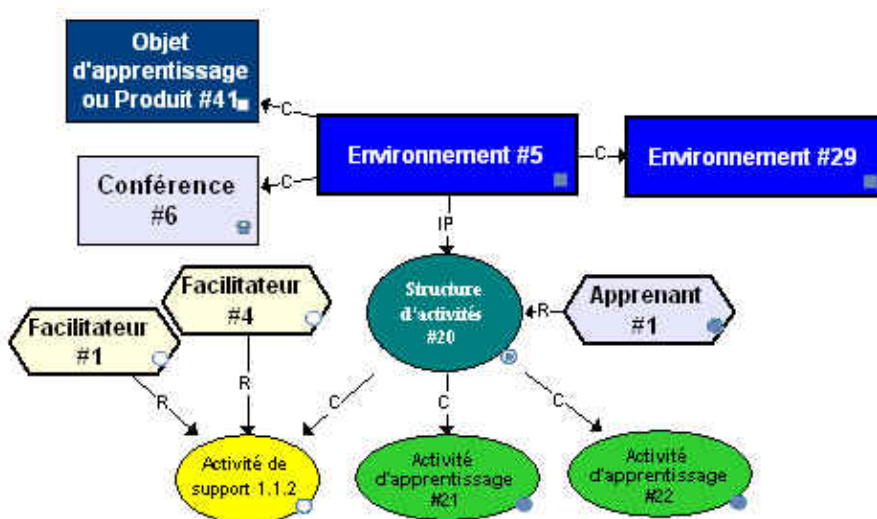 Objet
d'apprentissage
ou Produit #41
C
Environnement #5
C
Environnement #29
Conférence
#6
C
IP
Facilitateur
#4
Facilitateur
#1
Structure
d'activités
#20
R
Apprenant
#1
R
R
C
C
C
Activité de
support 1.1.2
Activité
d'apprentissage
#21
Activité
d'apprentissage
#22